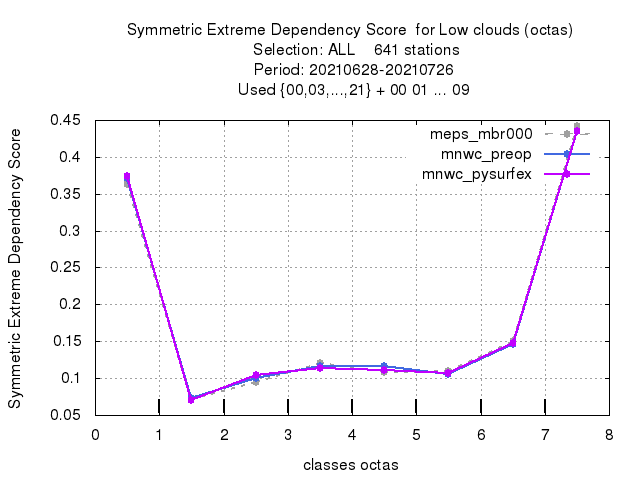 Symmetric Extreme Dependency Score  for Low clouds (octas)
Selection: ALL    641 stations
Period: 20210628-20210726
Used {00,03,...,21} + 00 01 ... 09
Symmetric Extreme Dependency Score
0.45
0.4
0.35
0.3
0.25
0.2
0.15
0.1
0.05
meps_mbr000
mnwc_preop
mnwc_pysurfex
0 1 2 3 4 5 6 7 8
classes octas